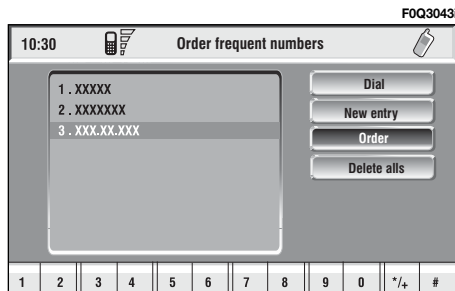 F0Q3043i
10:30 Order frequent numbers
1 . XXXXX
2 . XXXXXXX
3 . XXX.XX.XXX
Dial
New entry
Order
Delete alls
1 2 3 4 5 6 7 8 9 0 */+ #